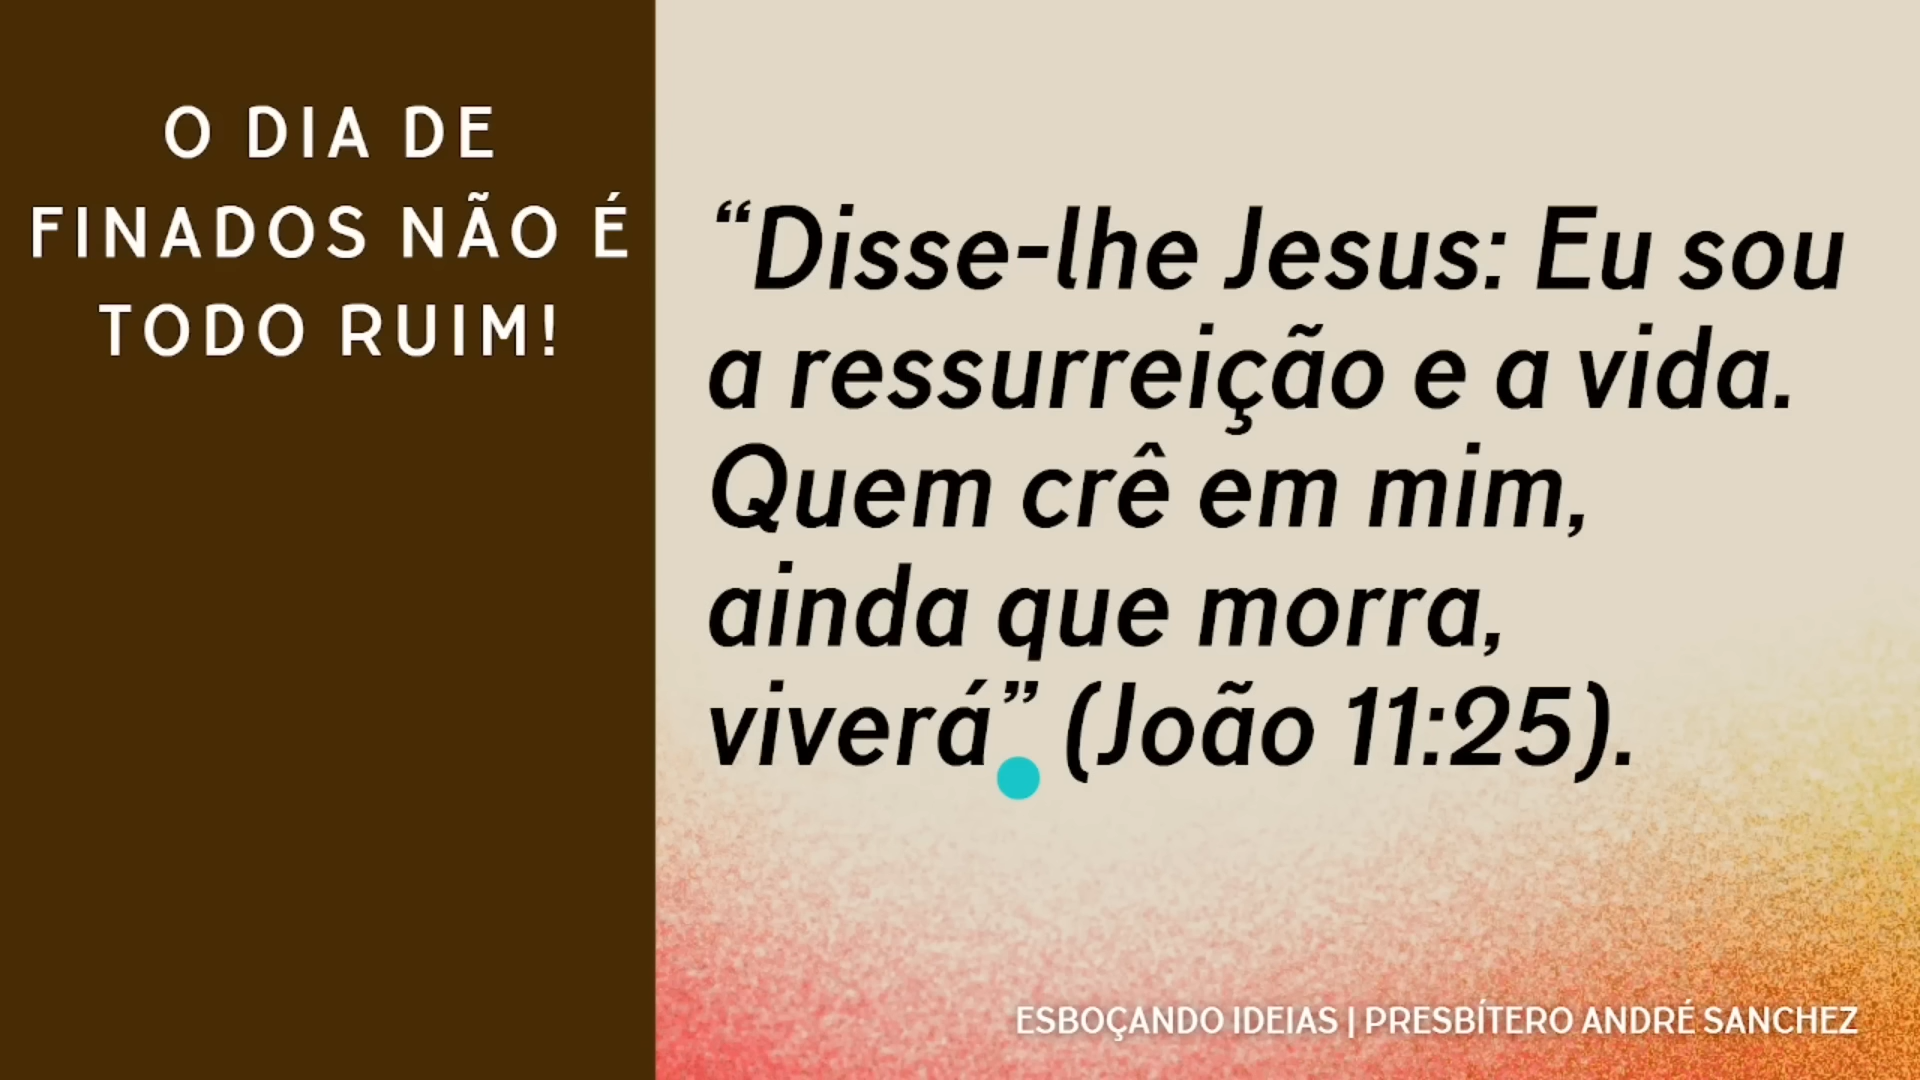 O DIA DE
FINADOS NÃO É
TODO RUIM!
“Disse-lhe Jesus: Eu sou
a ressurreição e a vida.
Quem crê em mim,
ainda que morra,
viverá” (João 11:25).
ESBOÇANDO IDEIAS | PRESBÍTERO ANDRÉ SANCHEZ